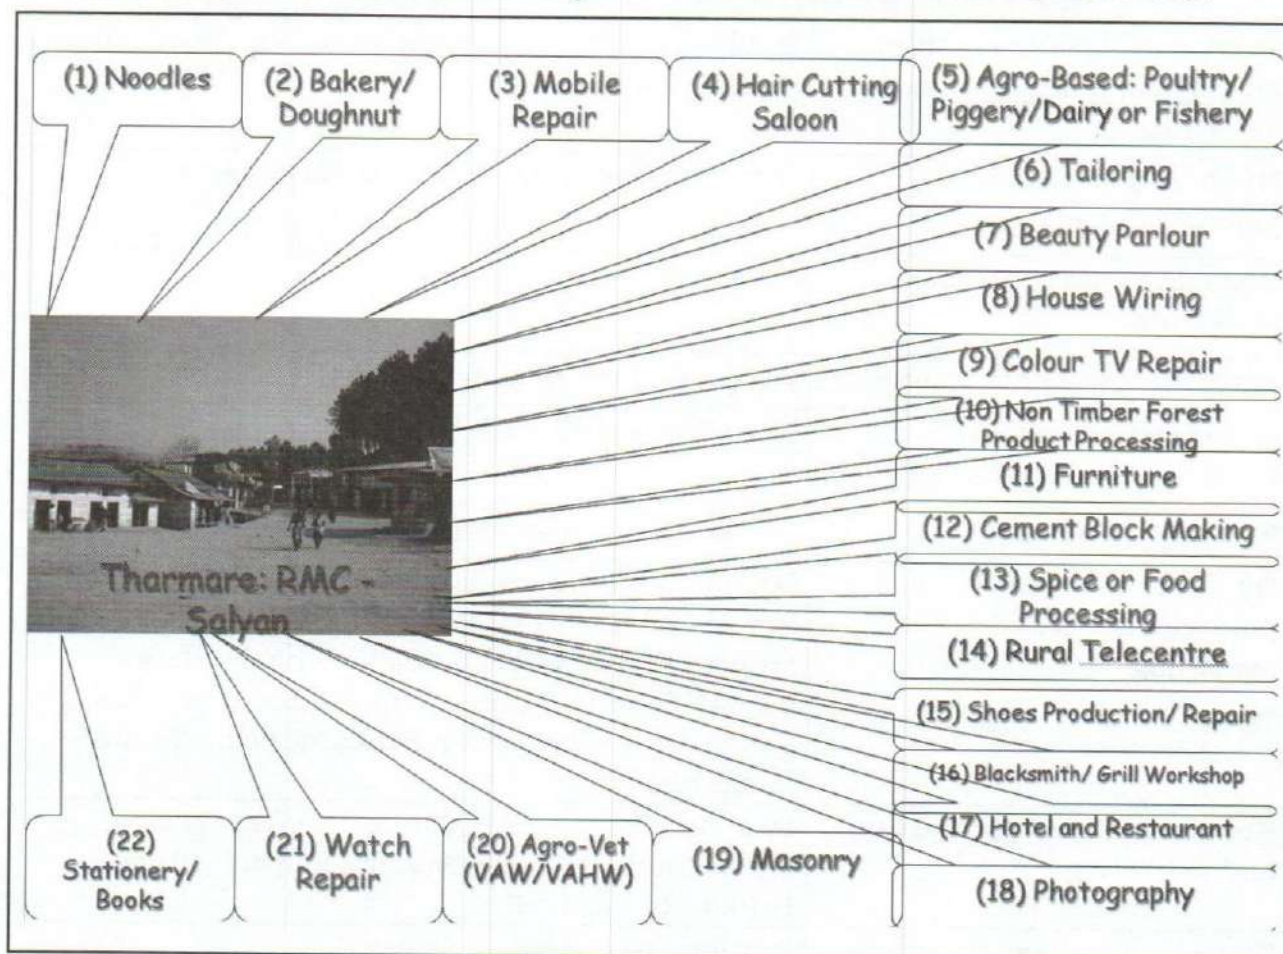 (1) Noodles
(2) Bakery/
Doughnut
(3) Mobile
Repair
(4) Hair Cutting
Saloon
(5) Agro-Based: Poultry/
Piggery/Dairy or Fishery
(6) Tailoring
(7) Beauty Parlour
(8) House Wiring
(9) Colour TV Repair
(10) Non Timber Forest
Product Processing
(11) Furniture
(12) Cement Block Making
(13) Spice or Food
Processing
(14) Rural Telecentre
(15) Shoes Production/ Repair
(16) Blacksmith/ Grill Workshop
(17) Hotel and Restaurant
(18) Photography
(19) Masonry
(20) Agro-Vet
(VAW/VAHW)
(21) Watch
Repair
(22)
Stationery/
Books
Tharmare: RMC -
Salyan